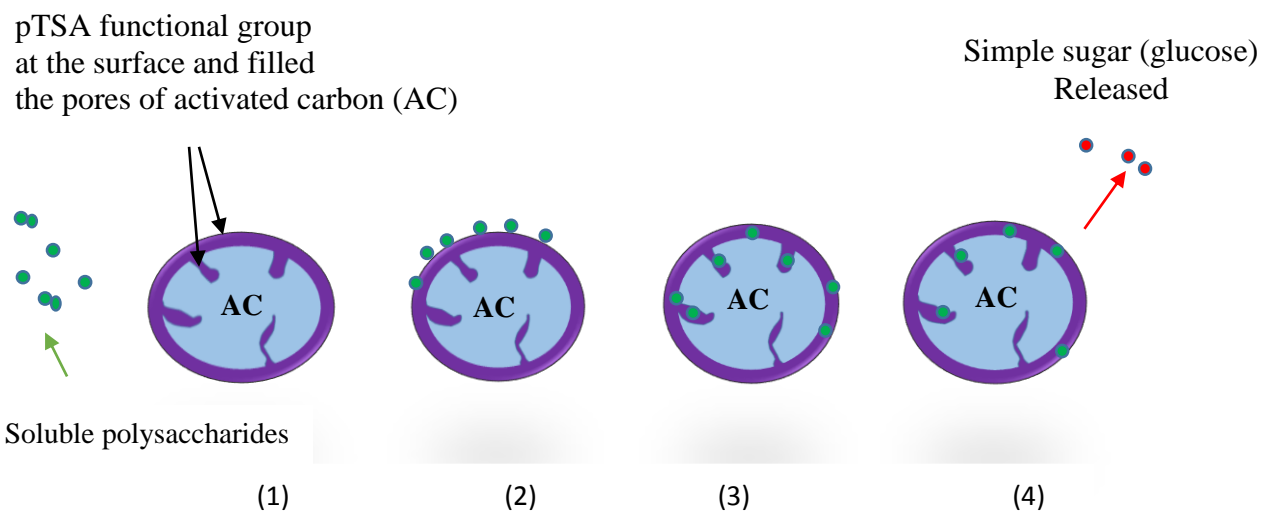 pTSA functional group
at the surface and filled
the pores of activated carbon (AC)
Simple sugar (glucose)
Released
AC
AC
AC
AC
Soluble polysaccharides
(1)
(2)
(3)
(4)